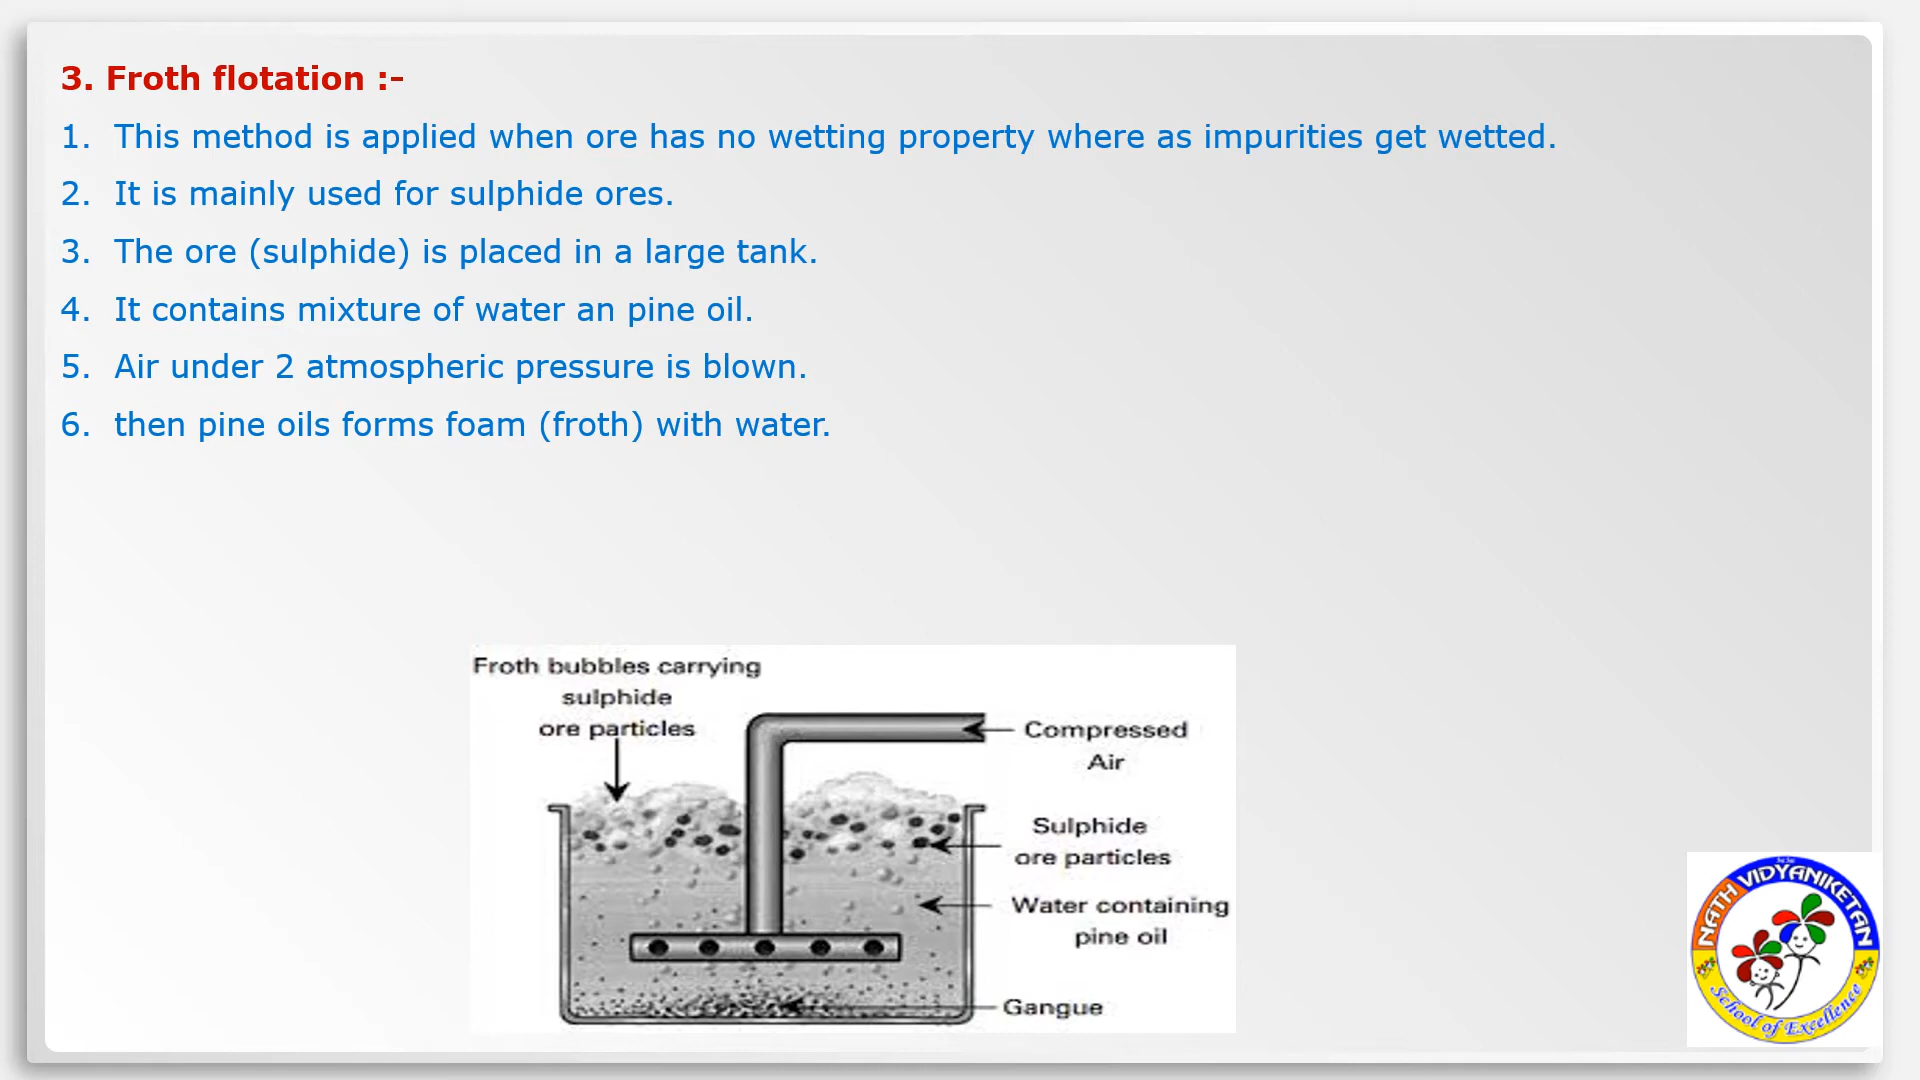 3. Froth flotation :-
1. This method is applied when ore has no wetting property where as impurities get wetted.
2. It is mainly used for sulphide ores.
3. The ore (sulphide) is placed in a large tank.
4. It contains mixture of water an pine oil.
5. Air under 2 atmospheric pressure is blown.
6. then pine oils forms foam (froth) with water.
Froth bubbles carrying
sulphide
ore particles
Compressed
Air
Sulphide
ore particles
Water containing
pine oil
Gangue
NATH VIDYANIKETAN
School of Excellence